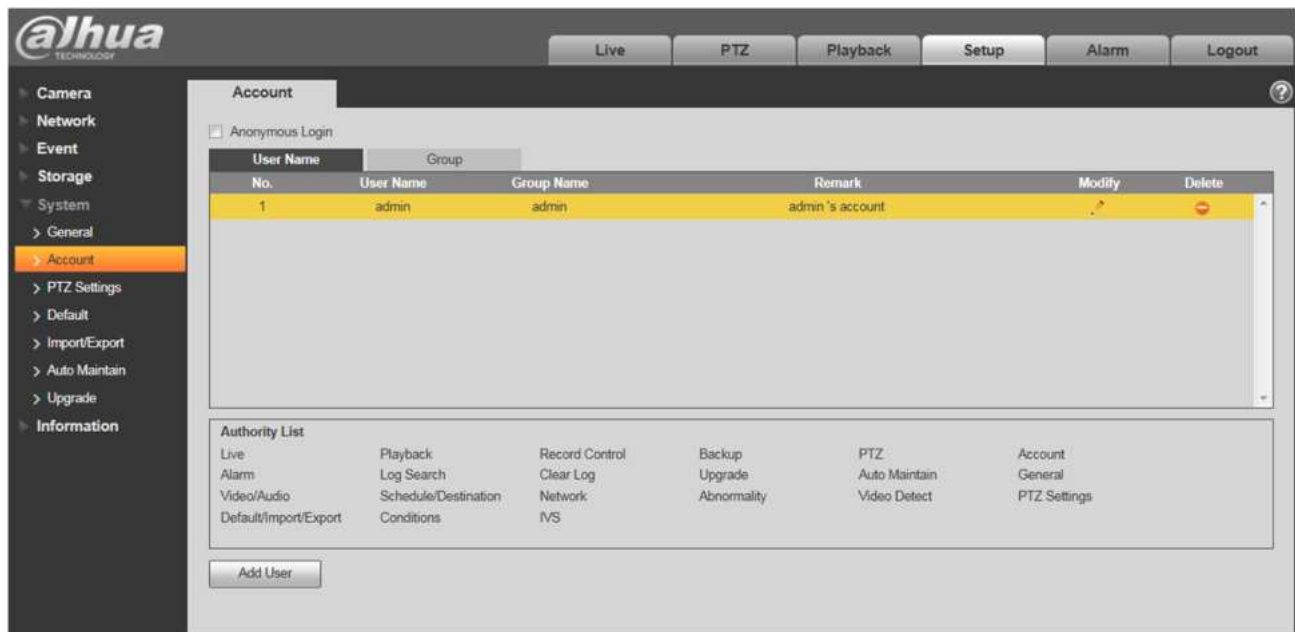 alhua
TECHNOLOGY
Live PTZ Playback Setup Alarm Logout
Camera
Network
Event
Storage
System
> General
> Account
> PTZ Settings
> Default
> Import/Export
> Auto Maintain
> Upgrade
Information
Account
?
Anonymous Login
User Name Group
No. User Name Group Name Remark Modify Delete
1 admin admin admin 's account
Authority List
Live Playback Record Control Backup PTZ Account
Alarm Log Search Clear Log Upgrade Auto Maintain General
Video/Audio Schedule/Destination Network Abnormality Video Detect PTZ Settings
Default/Import/Export Conditions IVS
Add User